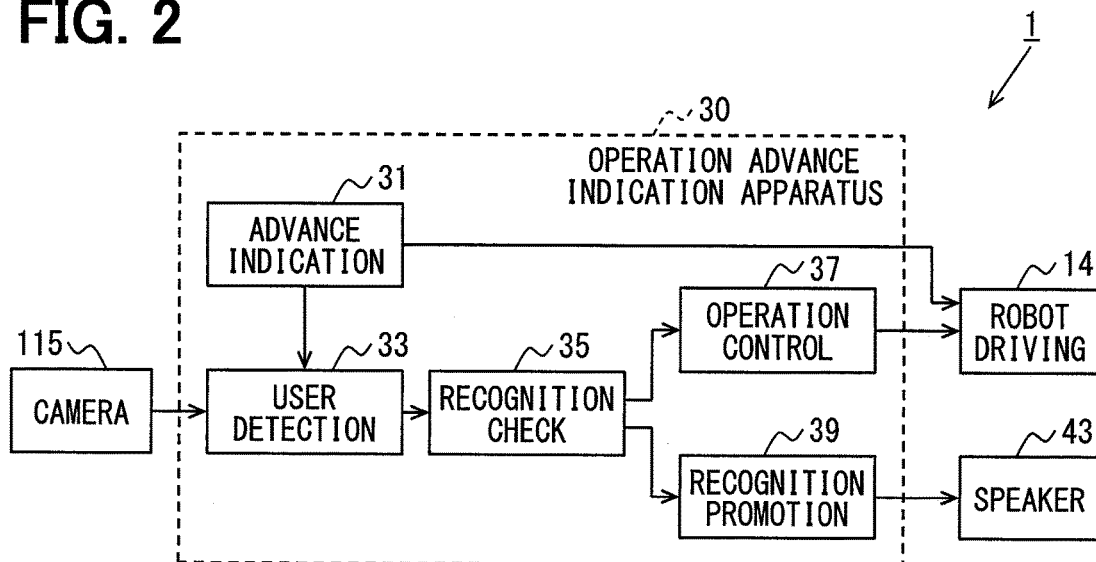 FIG. 2
1
30
OPERATION ADVANCE
INDICATION APPARATUS
31
ADVANCE
INDICATION
37
OPERATION
CONTROL
14
ROBOT
DRIVING
115
CAMERA
33
USER
DETECTION
35
RECOGNITION
CHECK
39
RECOGNITION
PROMOTION
43
SPEAKER